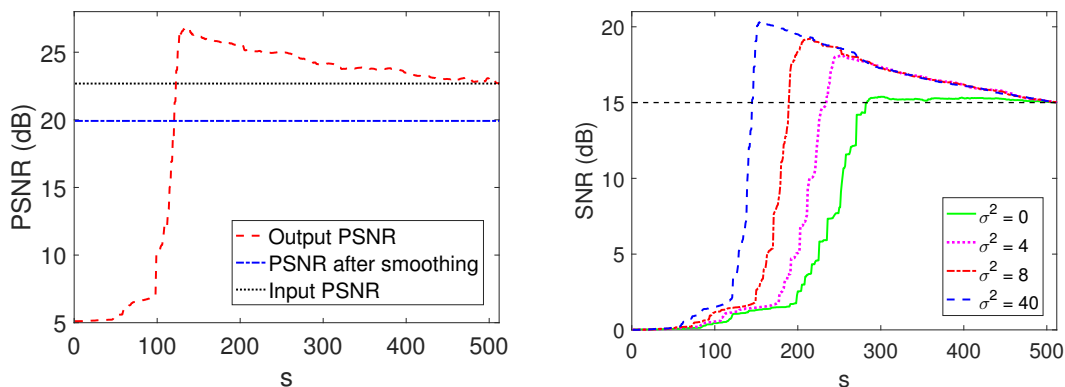 25
20
15
10
5
0
100
200
300
400
500
PSNR (dB)
s
Output PSNR
PSNR after smoothing
Input PSNR
20
15
10
5
0
0
100
200
300
400
500
SNR (dB)
s
σ² = 0
σ² = 4
σ² = 8
σ² = 40